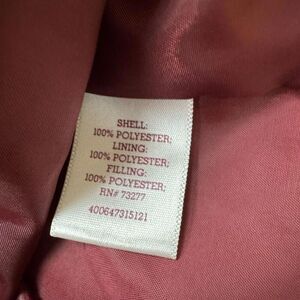 SHELL:
100% POLYESTER;
LINING:
100% POLYESTER;
FILLING:
100% POLYESTER;
RN# 73277
400647315121